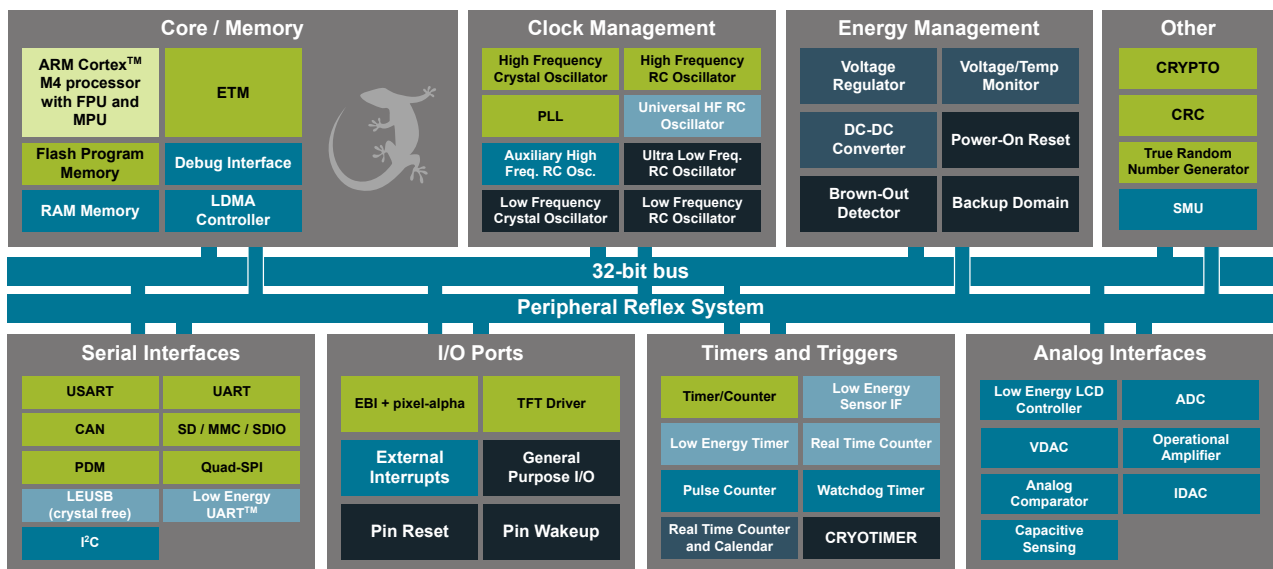 Core / Memory
ARM Cortex™
M4 processor
with FPU and
MPU
ETM
Flash Program
Memory
Debug Interface
RAM Memory
LDMA
Controller
Clock Management
High Frequency
Crystal Oscillator
High Frequency
RC Oscillator
PLL
Universal HF RC
Oscillator
Auxiliary High
Freq. RC Osc.
Ultra Low Freq.
RC Oscillator
Low Frequency
Crystal Oscillator
Low Frequency
RC Oscillator
Energy Management
Voltage
Regulator
Voltage/Temp
Monitor
DC-DC
Converter
Power-On Reset
Brown-Out
Detector
Backup Domain
Other
CRYPTO
CRC
True Random
Number Generator
SMU
32-bit bus
Peripheral Reflex System
Serial Interfaces
USART
UART
CAN
SD / MMC / SDIO
PDM
Quad-SPI
LEUSB
(crystal free)
Low Energy
UART™
I²C
I/O Ports
EBI + pixel-alpha
TFT Driver
External
Interrupts
General
Purpose I/O
Pin Reset
Pin Wakeup
Timers and Triggers
Timer/Counter
Low Energy
Sensor IF
Low Energy Timer
Real Time Counter
Pulse Counter
Watchdog Timer
Real Time Counter
and Calendar
CRYOTIMER
Analog Interfaces
Low Energy LCD
Controller
ADC
VDAC
Operational
Amplifier
Analog
Comparator
IDAC
Capacitive
Sensing